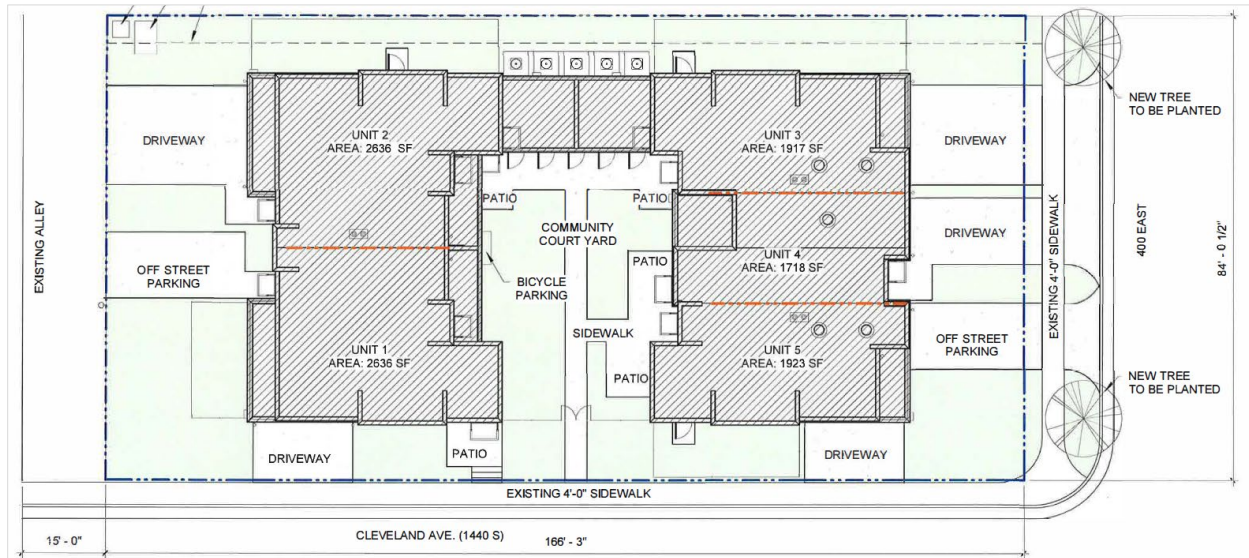 NEW TREE
TO BE PLANTED
DRIVEWAY
UNIT 2
AREA: 2636 SF
UNIT 3
AREA: 1917 SF
DRIVEWAY
PATIO
PATIO
COMMUNITY
COURT YARD
DRIVEWAY
EXISTING ALLEY
OFF STREET
PARKING
BICYCLE
PARKING
PATIO
UNIT 4
AREA: 1718 SF
EXISTING 4'-0" SIDEWALK
400 EAST
84' - 0 1/2"
UNIT 1
AREA: 2636 SF
SIDEWALK
UNIT 5
AREA: 1923 SF
OFF STREET
PARKING
PATIO
NEW TREE
TO BE PLANTED
DRIVEWAY
PATIO
DRIVEWAY
EXISTING 4'-0" SIDEWALK
CLEVELAND AVE. (1440 S)
15' - 0"
166' - 3"